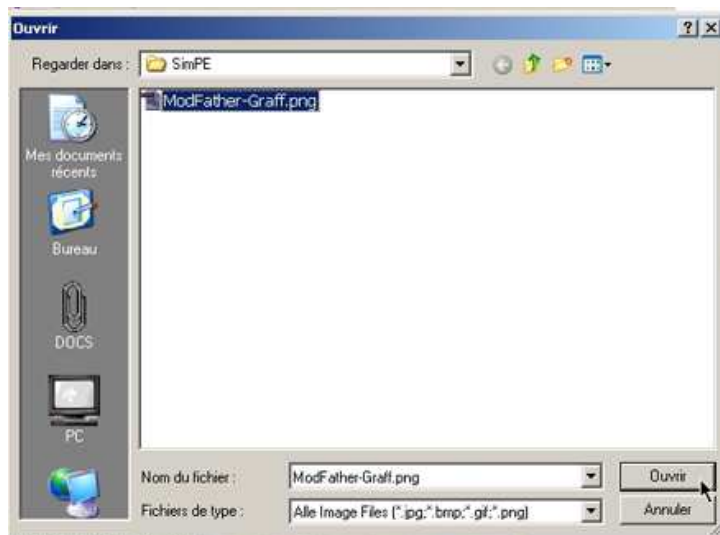 Ouvrir
Regarder dans :
SimPE
ModFather-Graff.png
Mes documents
récents
Bureau
DOCS
PC
Nom du fichier :
ModFather-Graff.png
Ouvrir
Fichiers de type :
Alle Image Files (*.jpg;*.bmp;*.gif;*.png)
Annuler